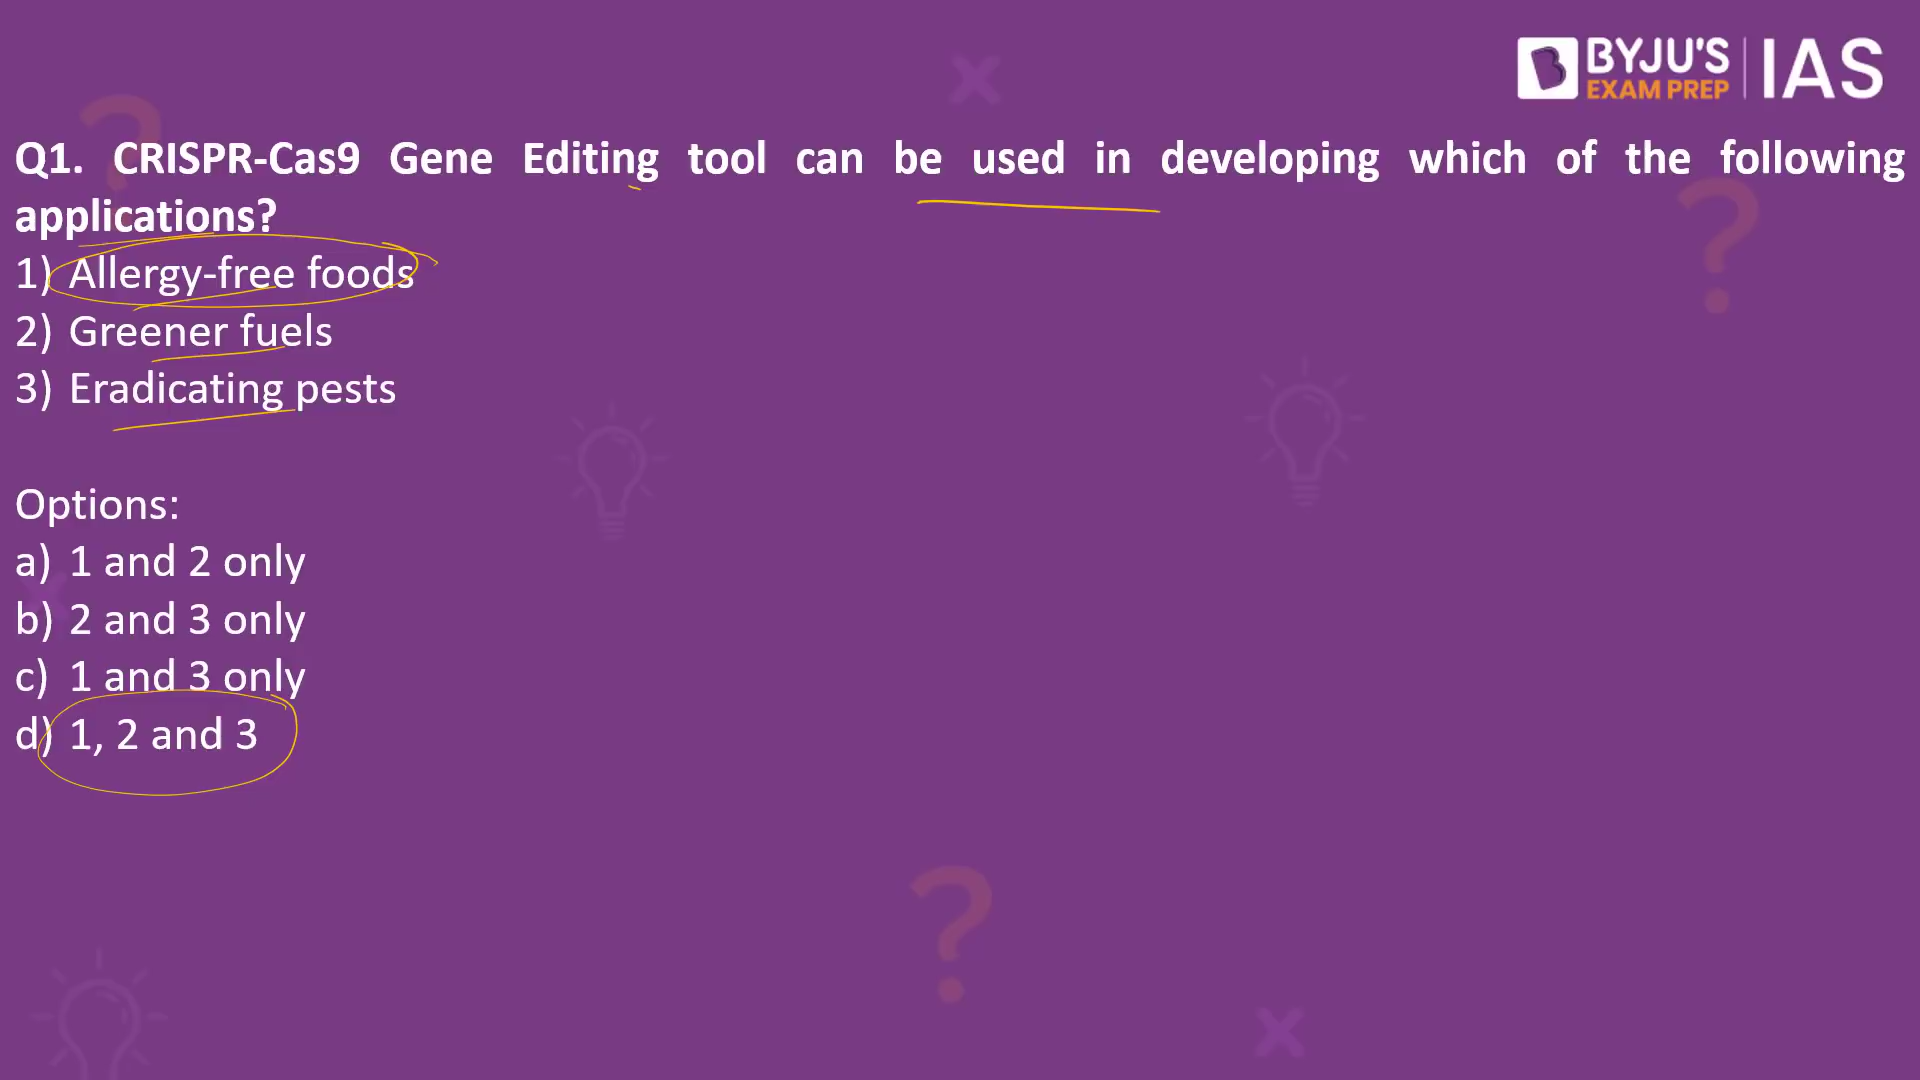 BYJU'S
EXAM PREP
IAS
Q1. CRISPR-Cas9 Gene Editing tool can be used in developing which of the following
applications?
1) Allergy-free foods
2) Greener fuels
3) Eradicating pests
Options:
a) 1 and 2 only
b) 2 and 3 only
c) 1 and 3 only
d) 1, 2 and 3